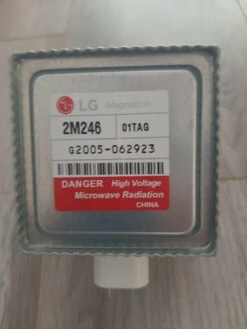 LG Magnetron
2M246 01TAG
G2005-062923
DANGER High Voltage
Microwave Radiation
CHINA